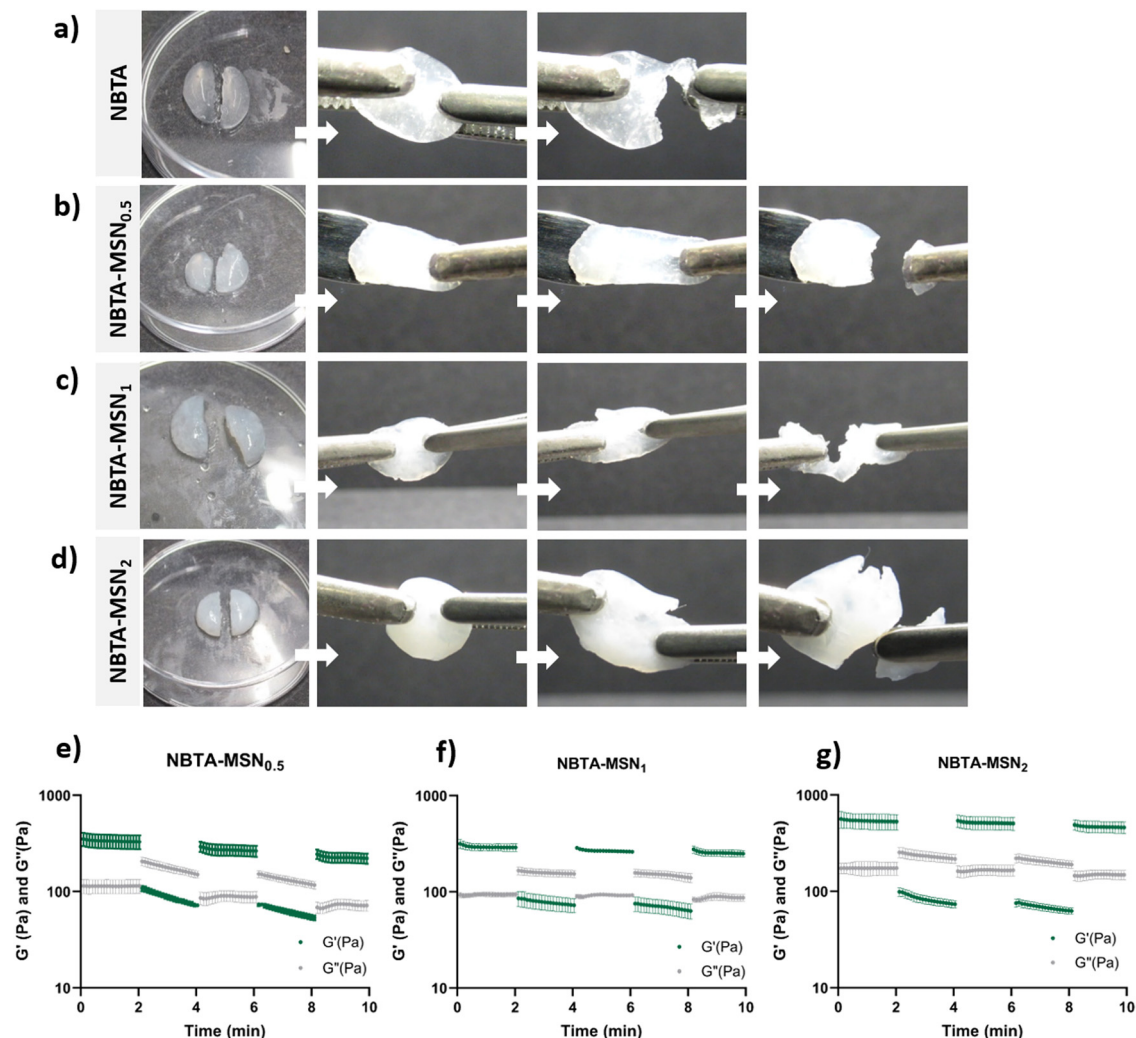 a)
NBTA
b)
NBTA-MSN0.5
c)
NBTA-MSN1
d)
NBTA-MSN2
e)
NBTA-MSN0.5
G' (Pa) and G"(Pa)
1000
100
10
0 2 4 6 8 10
Time (min)
G'(Pa)
G"(Pa)
f)
NBTA-MSN1
G' (Pa) and G"(Pa)
1000
100
10
0 2 4 6 8 10
Time (min)
G'(Pa)
G"(Pa)
g)
NBTA-MSN2
G' (Pa) and G"(Pa)
1000
100
10
0 2 4 6 8 10
Time (min)
G'(Pa)
G"(Pa)